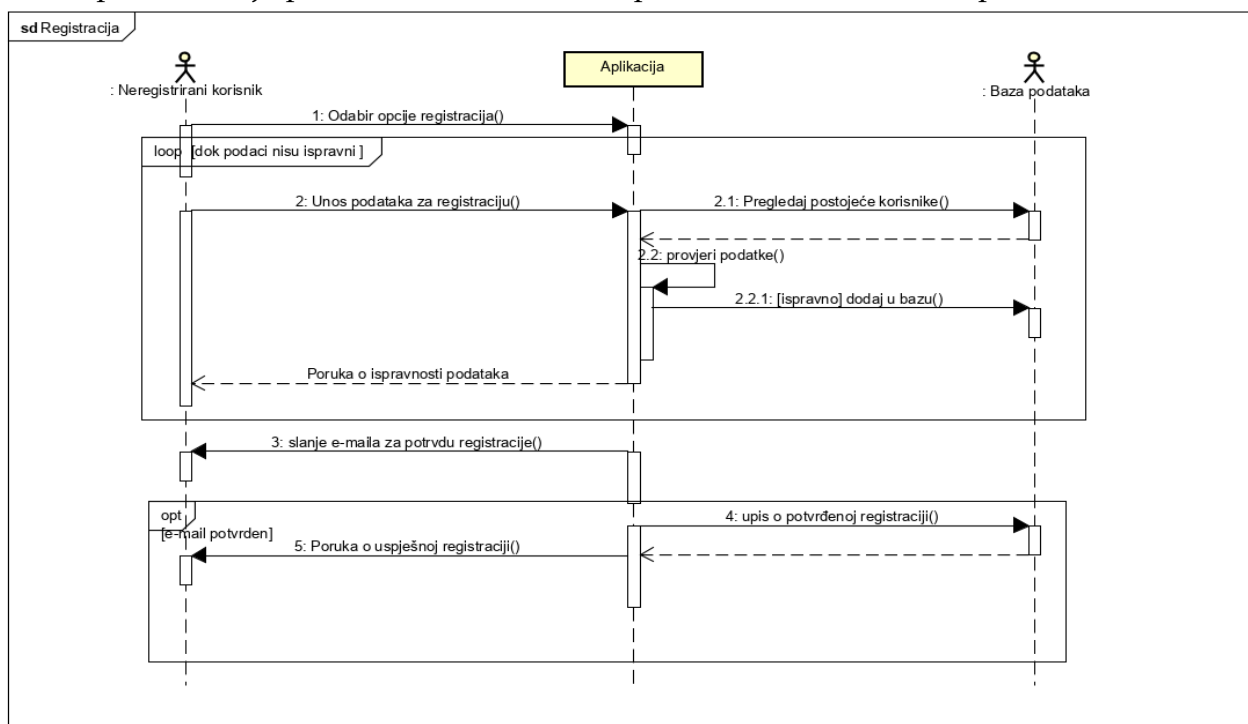 sd Registracija
Aplikacija
: Neregistrirani korisnik
: Baza podataka
1: Odabir opcije registracija()
loop [dok podaci nisu ispravni ]
2: Unos podataka za registraciju()
2.1: Pregledaj postojeće korisnike()
2.2: provjeri podatke()
2.2.1: [ispravno] dodaj u bazu()
Poruka o ispravnosti podataka
3: slanje e-maila za potrvdu registracije()
opt
[e-mail potvrden]
4: upis o potvrđenoj registraciji()
5: Poruka o uspješnoj registraciji()